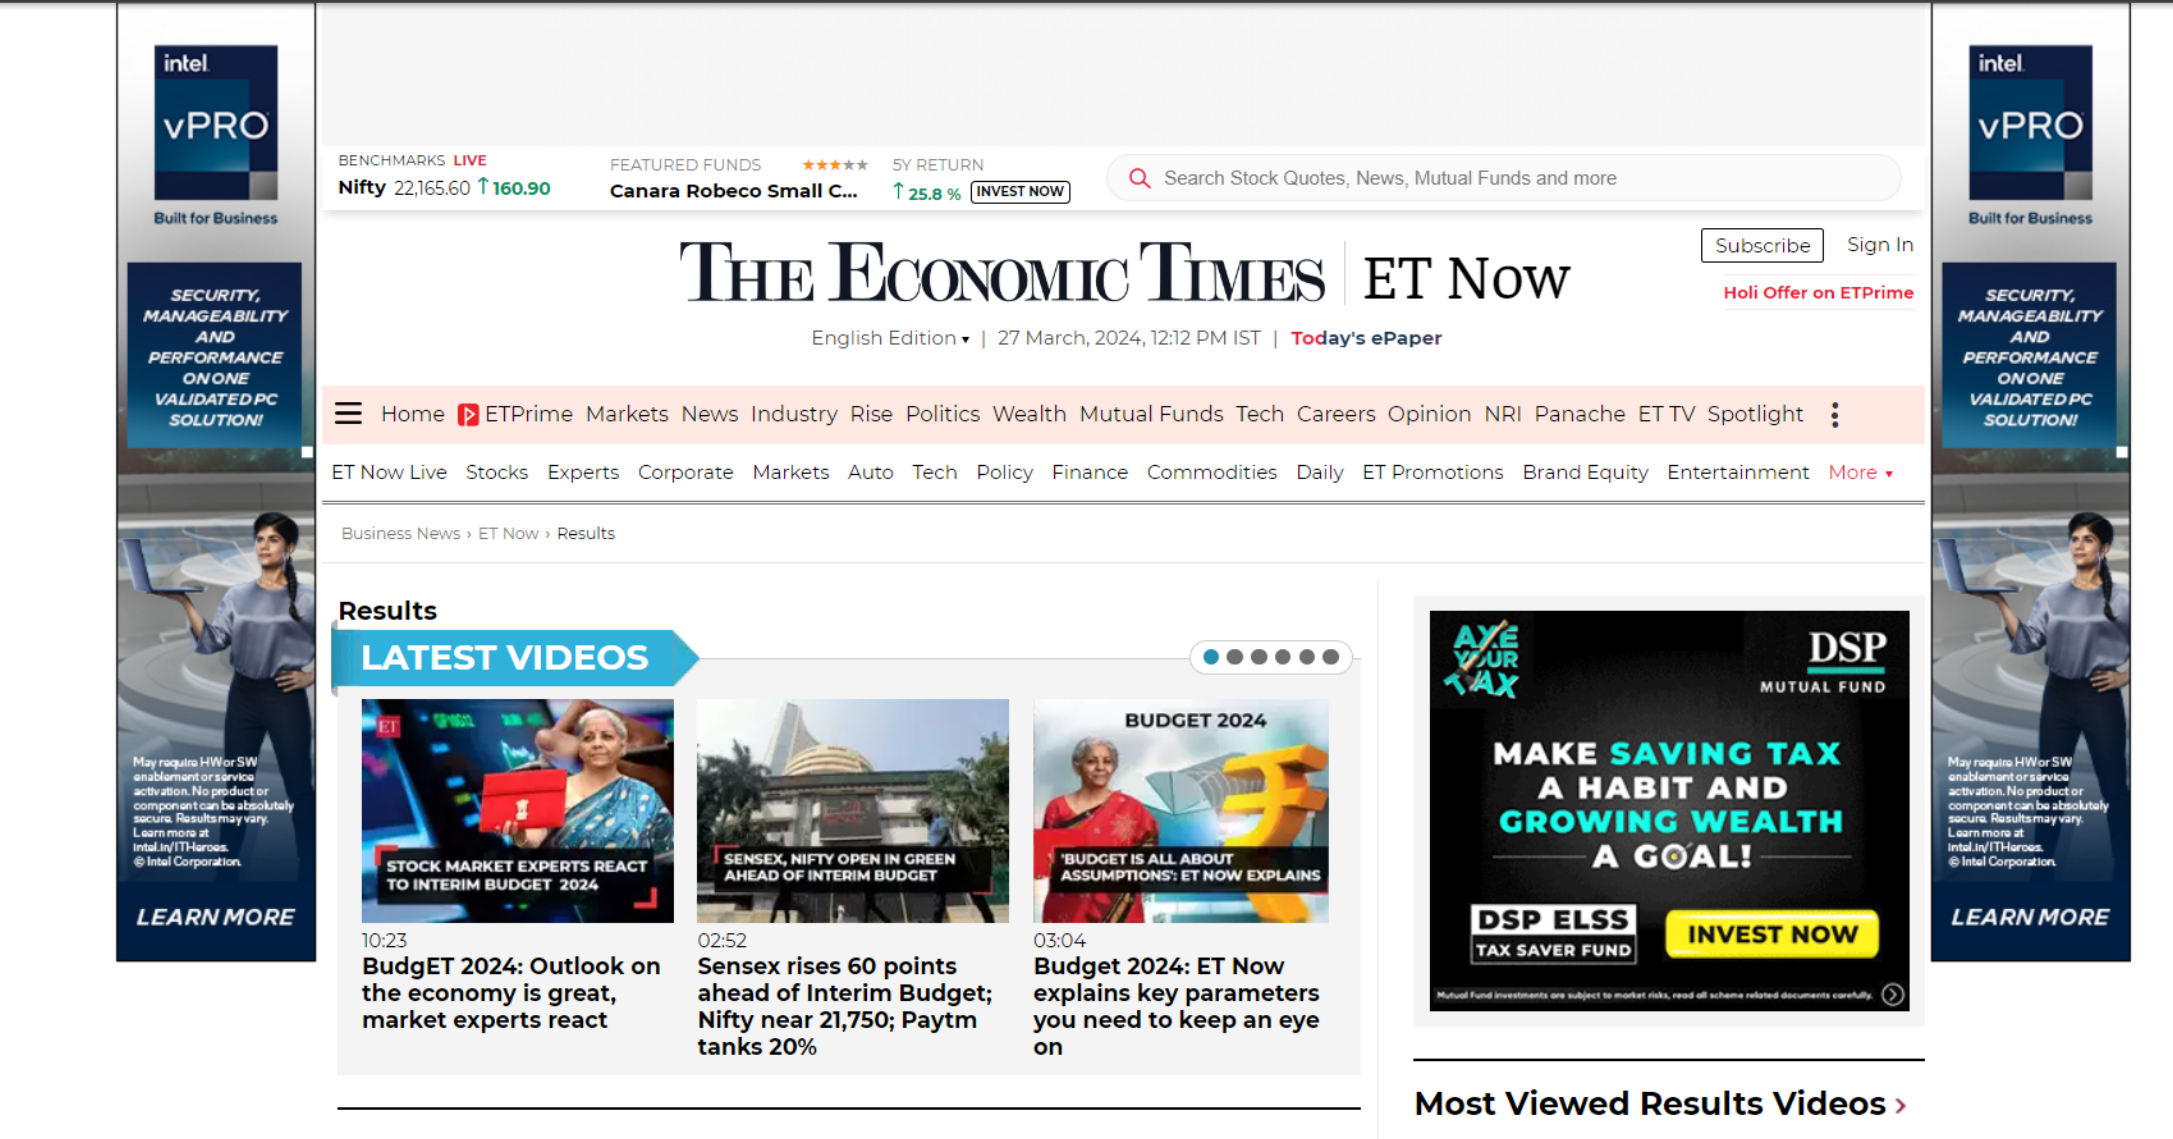 intel.
vPRO
Built for Business
SECURITY,
MANAGEABILITY
AND
PERFORMANCE
ON ONE
VALIDATED PC
SOLUTION!
May require HW or SW
enablement or service
activation. No product or
component can be absolutely
secure. Results may vary.
Learn more at
intel.in/ITHeroes.
© Intel Corporation.
LEARN MORE
BENCHMARKS LIVE
Nifty 22,165.60 ↑ 160.90
FEATURED FUNDS ★★★★★
Canara Robeco Small C...
5Y RETURN
↑ 25.8 % INVEST NOW
Search Stock Quotes, News, Mutual Funds and more
THE ECONOMIC TIMES | ET Now
Subscribe Sign In
Holi Offer on ETPrime
English Edition ▾ | 27 March, 2024, 12:12 PM IST | Today's ePaper
Home ETPrime Markets News Industry Rise Politics Wealth Mutual Funds Tech Careers Opinion NRI Panache ET TV Spotlight
ET Now Live Stocks Experts Corporate Markets Auto Tech Policy Finance Commodities Daily ET Promotions Brand Equity Entertainment More ▾
Business News › ET Now › Results
Results
LATEST VIDEOS
ET
STOCK MARKET EXPERTS REACT
TO INTERIM BUDGET 2024
10:23
BudgET 2024: Outlook on
the economy is great,
market experts react
SENSEX, NIFTY OPEN IN GREEN
AHEAD OF INTERIM BUDGET
02:52
Sensex rises 60 points
ahead of Interim Budget;
Nifty near 21,750; Paytm
tanks 20%
BUDGET 2024
'BUDGET IS ALL ABOUT
ASSUMPTIONS': ET NOW EXPLAINS
03:04
Budget 2024: ET Now
explains key parameters
you need to keep an eye
on
AXE
YOUR
TAX
DSP
MUTUAL FUND
MAKE SAVING TAX
A HABIT AND
GROWING WEALTH
A GOAL!
DSP ELSS
TAX SAVER FUND
INVEST NOW
Mutual Fund investments are subject to market risks, read all scheme related documents carefully.
Most Viewed Results Videos ›
intel.
vPRO
Built for Business
SECURITY,
MANAGEABILITY
AND
PERFORMANCE
ON ONE
VALIDATED PC
SOLUTION!
May require HW or SW
enablement or service
activation. No product or
component can be absolutely
secure. Results may vary.
Learn more at
intel.in/ITHeroes.
© Intel Corporation.
LEARN MORE